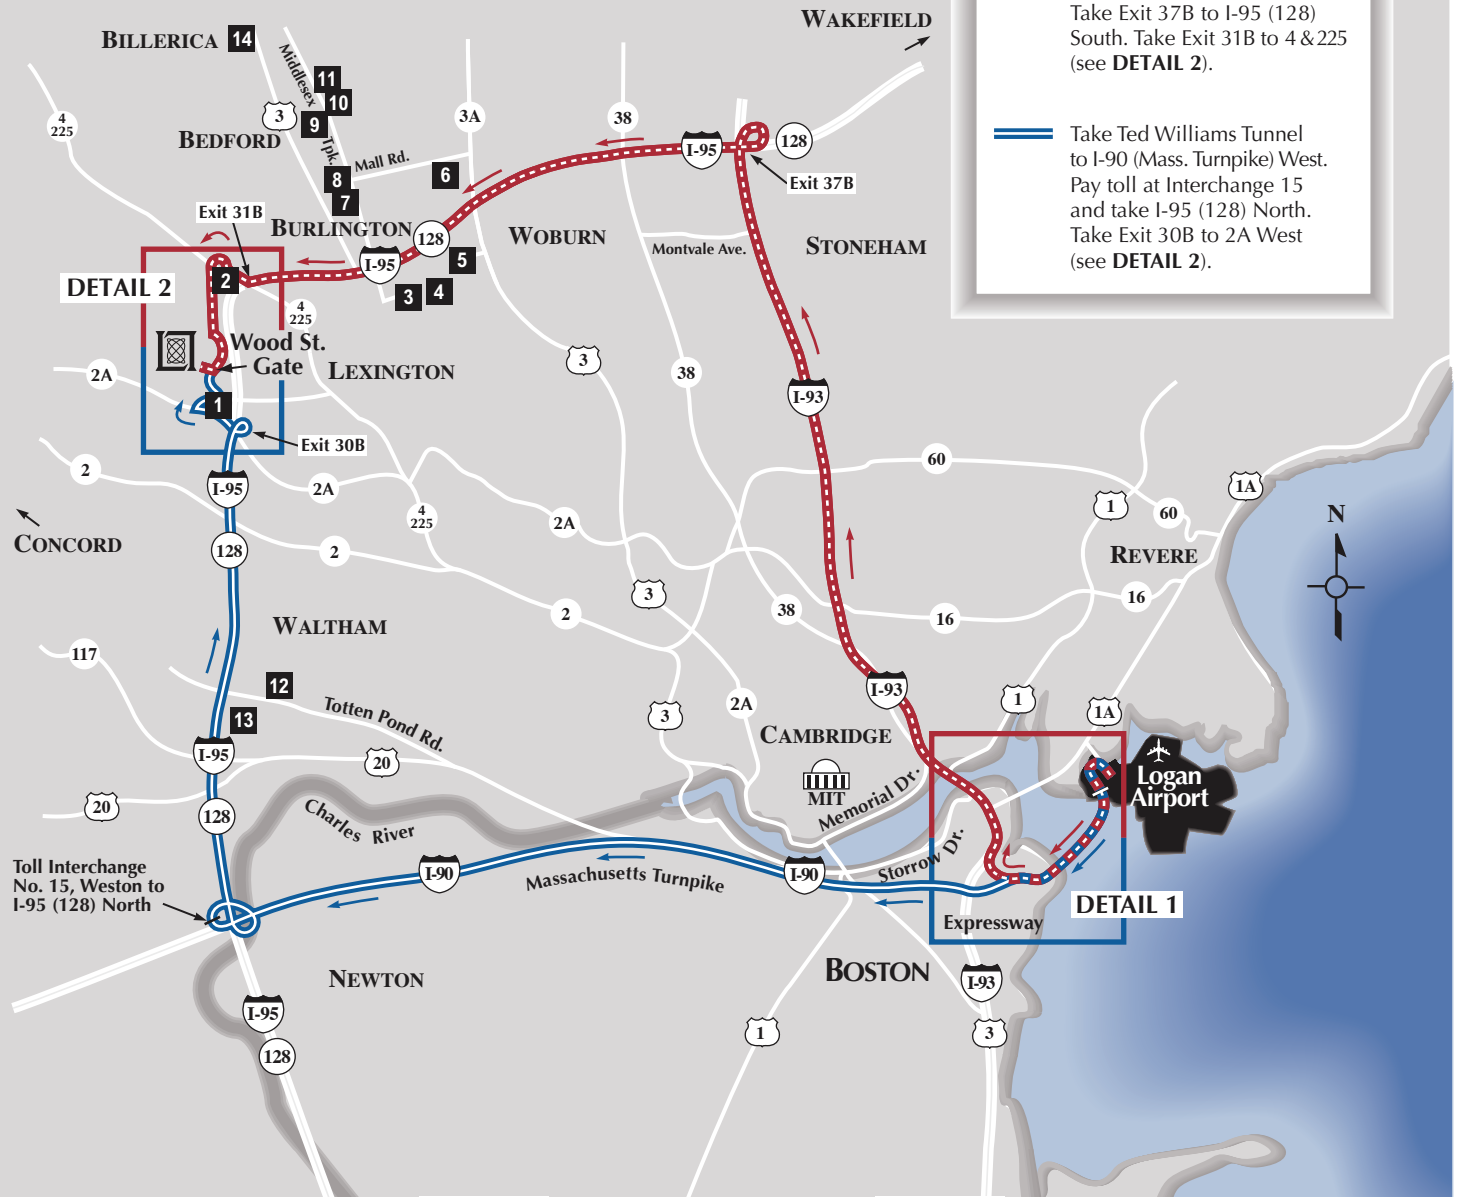 WAKEFIELD
Take Exit 37B to I-95 (128)
South. Take Exit 31B to 4 & 225
(see DETAIL 2).
Take Ted Williams Tunnel
to I-90 (Mass. Turnpike) West.
Pay toll at Interchange 15
and take I-95 (128) North.
Take Exit 30B to 2A West
(see DETAIL 2).
BILLERICA
14
Middlesex
Tpk.
11
10
9
3
BEDFORD
4
225
3A
38
I-95
128
Exit 37B
Mall Rd.
8
6
7
Exit 31B
BURLINGTON
128
WOBURN
STONEHAM
Montvale Ave.
I-95
5
3
4
DETAIL 2
2
4
225
Wood St.
Gate
LEXINGTON
2A
3
38
I-93
1
Exit 30B
2
I-95
2A
4
225
2A
60
1
60
1A
N
CONCORD
128
2
REVERE
3
2
38
16
16
WALTHAM
117
12
Totten Pond Rd.
13
I-95
3
2A
I-93
1
1A
CAMBRIDGE
MIT
Memorial Dr.
Logan
Airport
20
20
128
Charles River
Storrow Dr.
Toll Interchange
No. 15, Weston to
I-95 (128) North
I-90
Massachusetts Turnpike
I-90
DETAIL 1
Expressway
NEWTON
BOSTON
I-93
I-95
128
1
3